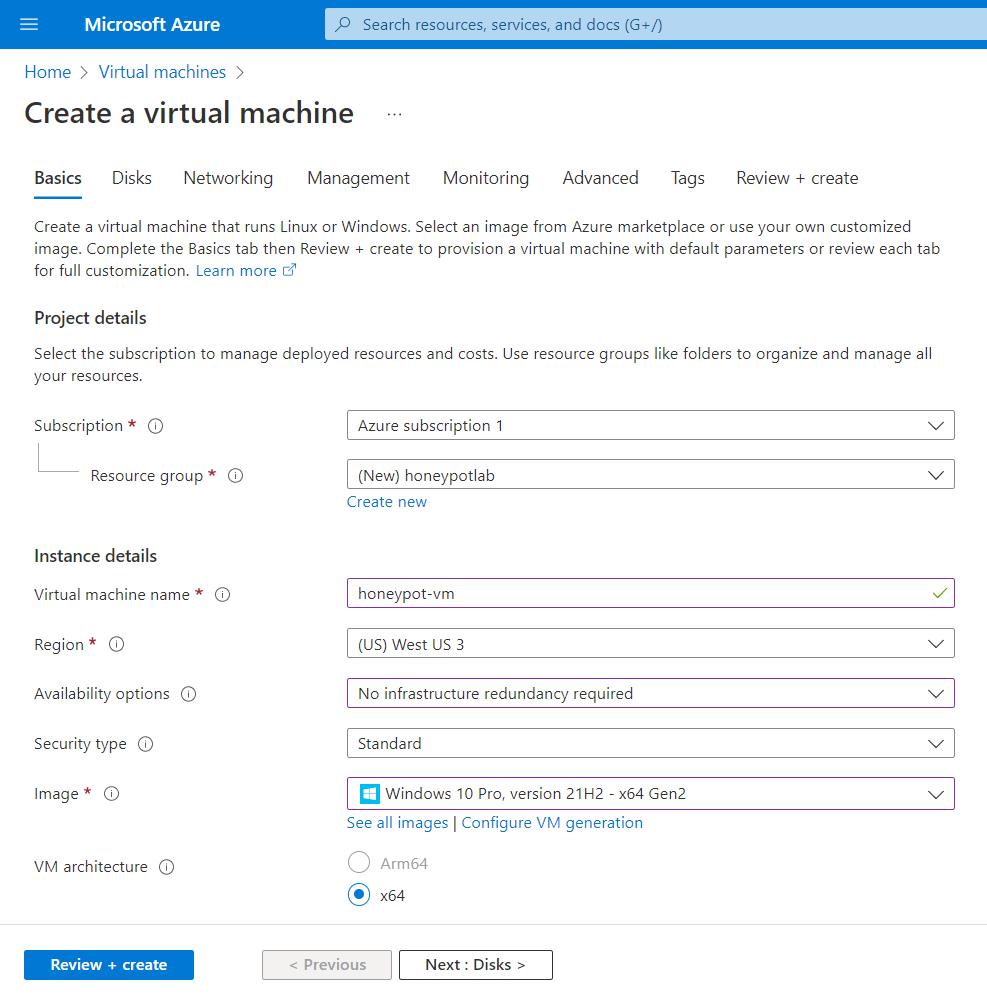 Microsoft Azure
Search resources, services, and docs (G+/)
Home > Virtual machines >
Create a virtual machine ...
Basics Disks Networking Management Monitoring Advanced Tags Review + create
Create a virtual machine that runs Linux or Windows. Select an image from Azure marketplace or use your own customized
image. Complete the Basics tab then Review + create to provision a virtual machine with default parameters or review each tab
for full customization. Learn more
Project details
Select the subscription to manage deployed resources and costs. Use resource groups like folders to organize and manage all
your resources.
Subscription * Azure subscription 1
Resource group * (New) honeypotlab
Create new
Instance details
Virtual machine name * honeypot-vm
Region * (US) West US 3
Availability options No infrastructure redundancy required
Security type Standard
Image * Windows 10 Pro, version 21H2 - x64 Gen2
See all images | Configure VM generation
VM architecture Arm64
x64
Review + create < Previous Next : Disks >